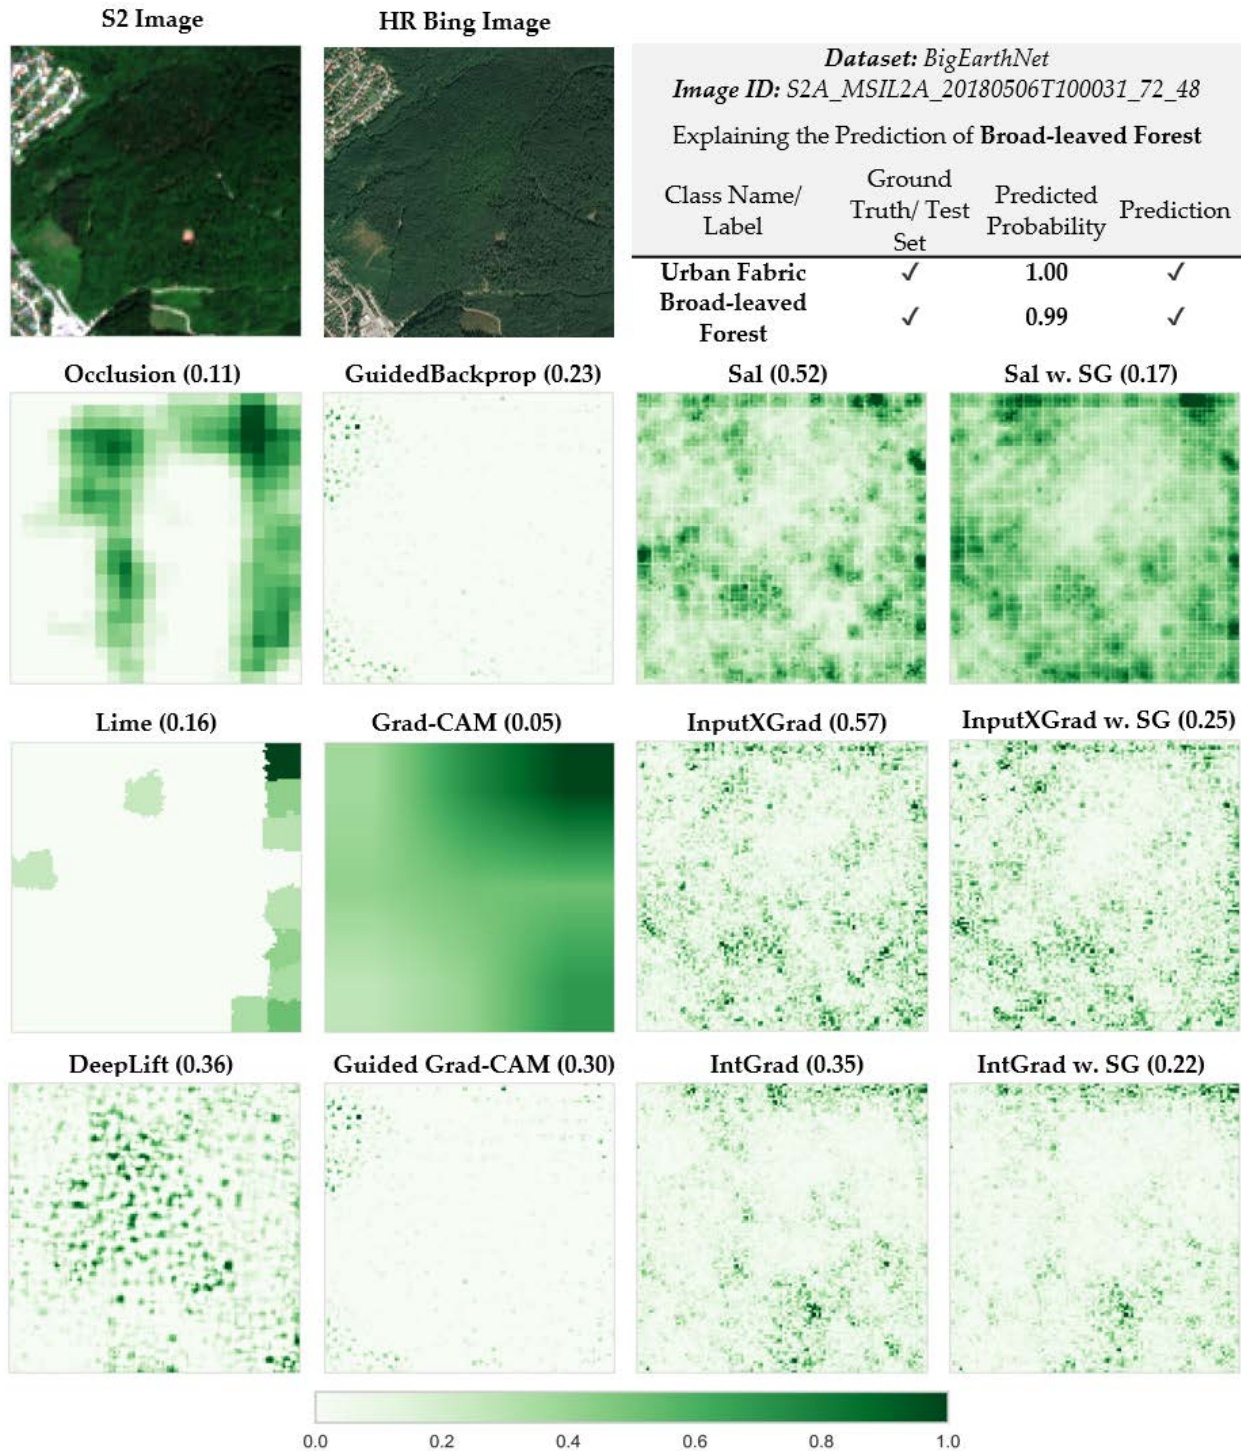 S2 Image
HR Bing Image
Dataset: BigEarthNet
Image ID: S2A_MSIL2A_20180506T100031_72_48
Explaining the Prediction of Broad-leaved Forest
Class Name/ Label
Ground Truth/ Test Set
Predicted Probability
Prediction
Urban Fabric ✓ 1.00 ✓
Broad-leaved Forest ✓ 0.99 ✓
Occlusion (0.11)
GuidedBackprop (0.23)
Sal (0.52)
Sal w. SG (0.17)
Lime (0.16)
Grad-CAM (0.05)
InputXGrad (0.57)
InputXGrad w. SG (0.25)
DeepLift (0.36)
Guided Grad-CAM (0.30)
IntGrad (0.35)
IntGrad w. SG (0.22)
0.0 0.2 0.4 0.6 0.8 1.0